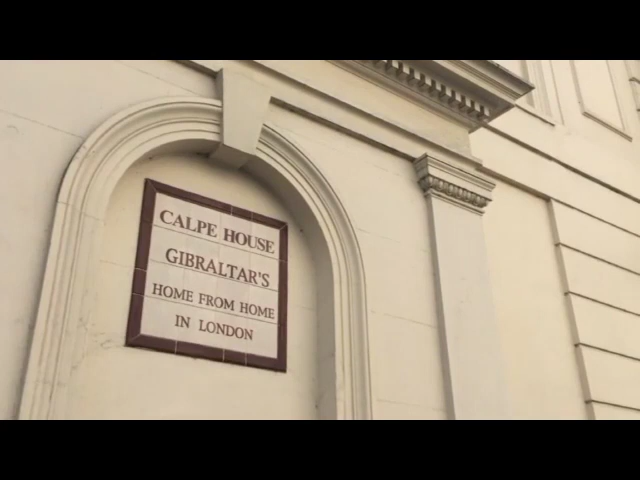 CALPE HOUSE
GIBRALTAR'S
HOME FROM HOME
IN LONDON